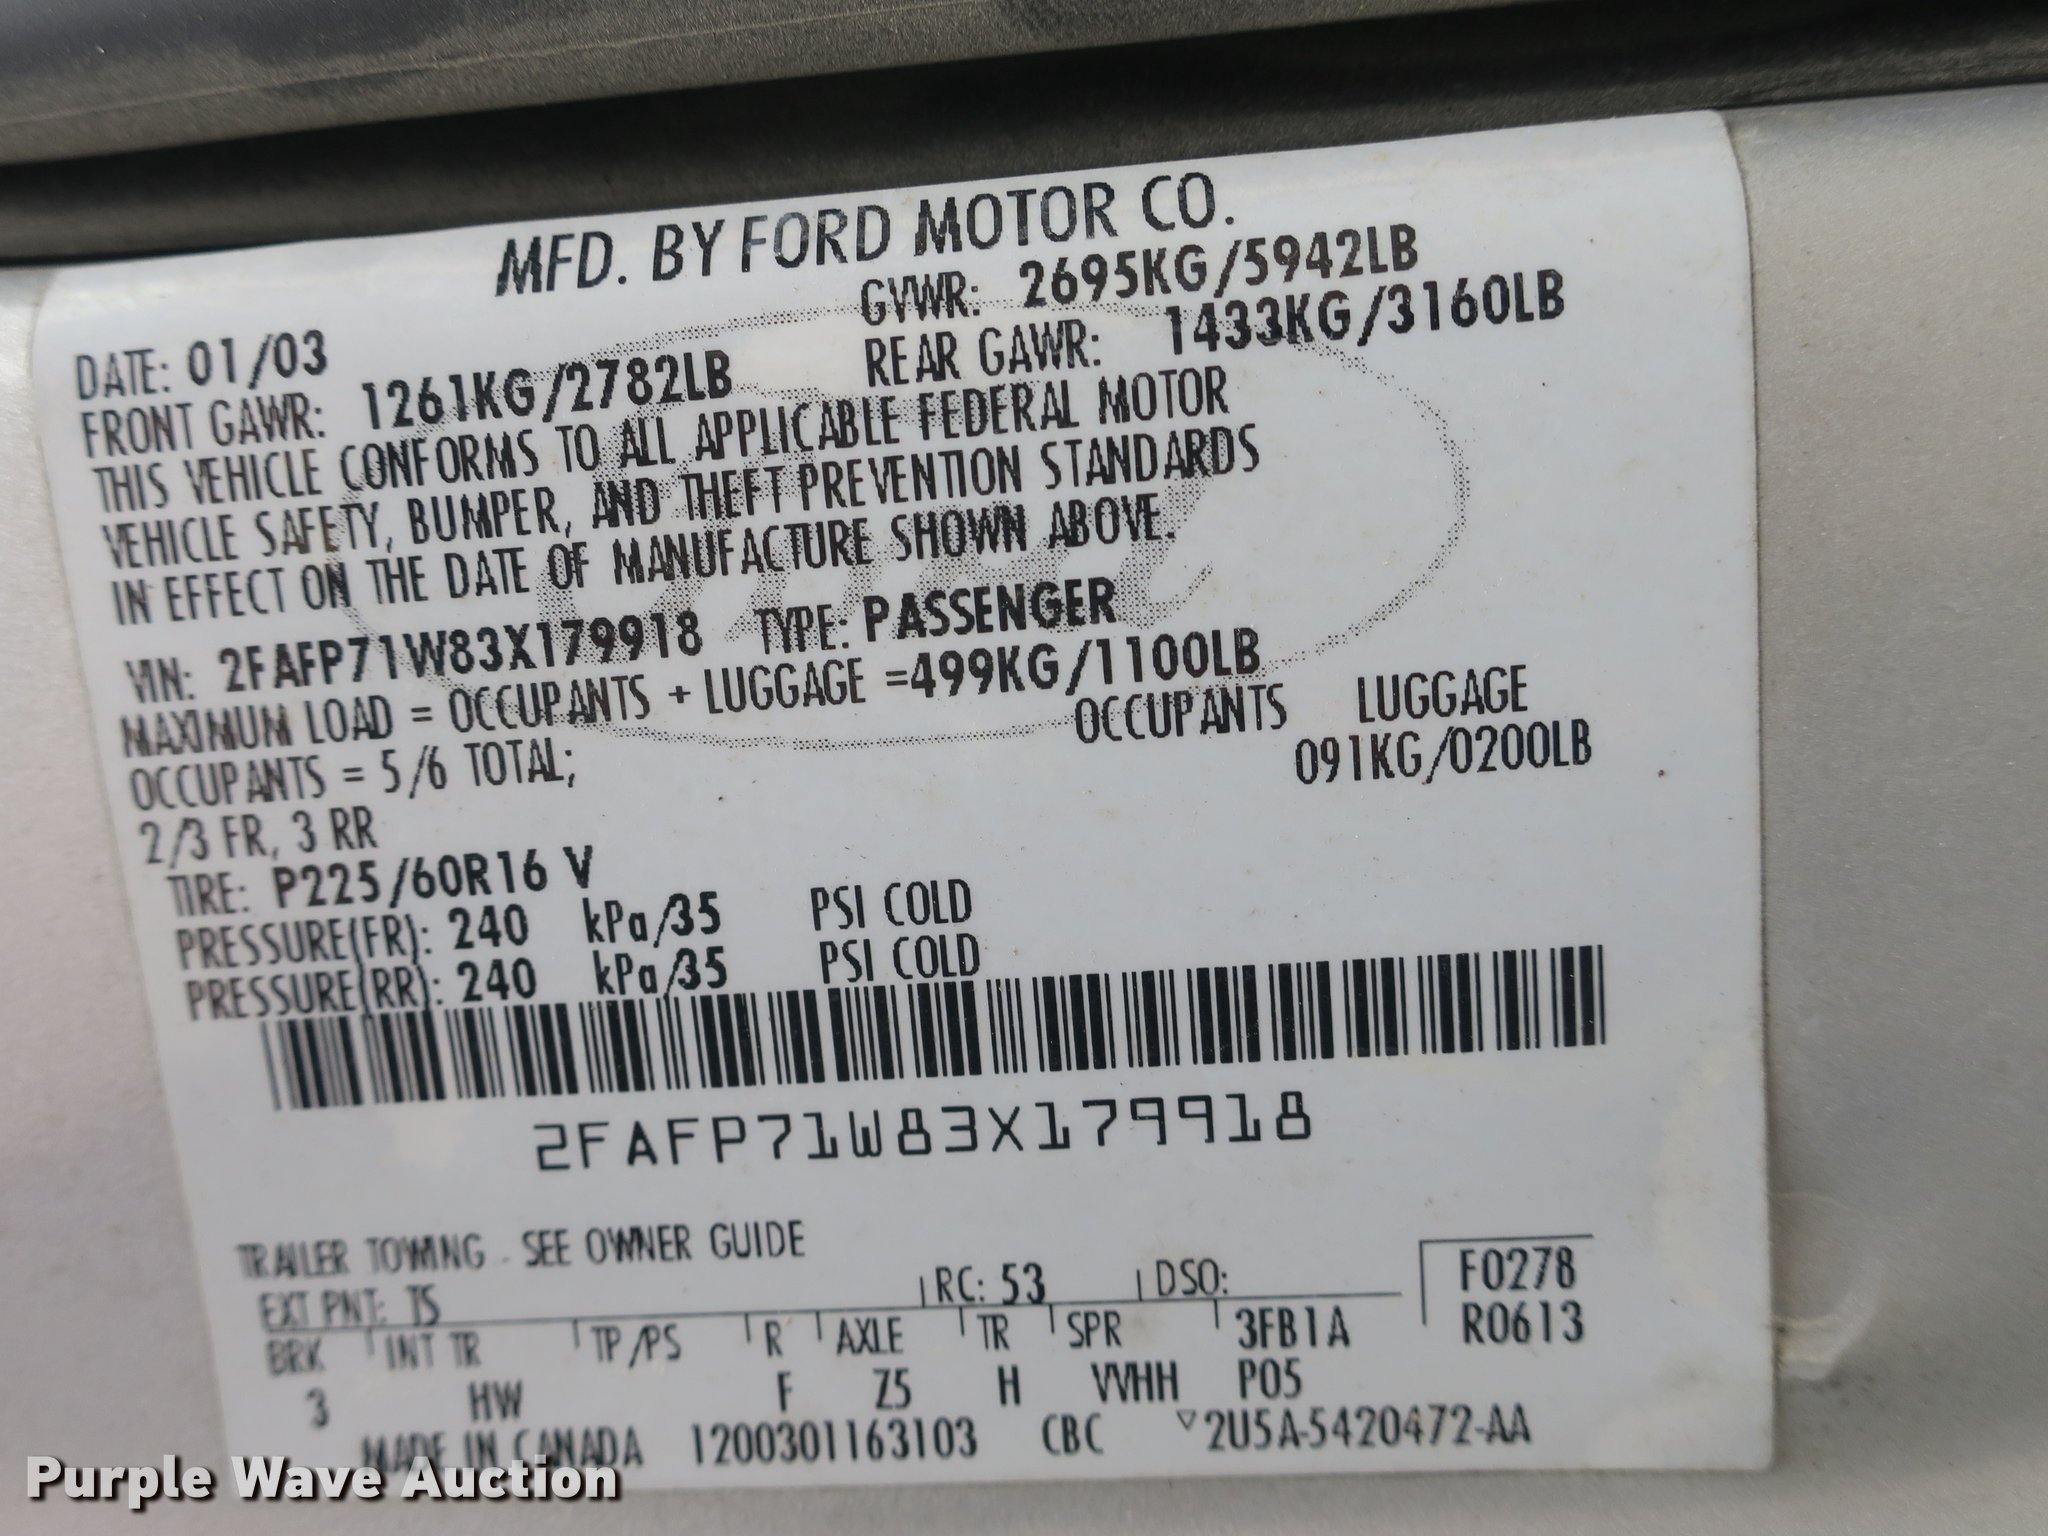 MFD. BY FORD MOTOR CO.
DATE: 01/03 GVWR: 2695KG/5942LB
FRONT GAWR: 1261KG/2782LB REAR GAWR: 1433KG/3160LB
THIS VEHICLE CONFORMS TO ALL APPLICABLE FEDERAL MOTOR
VEHICLE SAFETY, BUMPER, AND THEFT PREVENTION STANDARDS
IN EFFECT ON THE DATE OF MANUFACTURE SHOWN ABOVE.
VIN: 2FAFP71W83X179918 TYPE: PASSENGER
MAXIMUM LOAD = OCCUPANTS + LUGGAGE =499KG/1100LB
OCCUPANTS = 5/6 TOTAL; OCCUPANTS LUGGAGE
2/3 FR, 3 RR 091KG/0200LB
TIRE: P225/60R16 V
PRESSURE(FR): 240 kPa/35 PSI COLD
PRESSURE(RR): 240 kPa/35 PSI COLD
2FAFP71W83X179918
TRAILER TOWING - SEE OWNER GUIDE
EXT PNT: TS RC: 53 DSO: F0278
BRK INT TR TP/PS R AXLE TR SPR 3FB1A R0613
3 HW F Z5 H VVHH P05
MADE IN CANADA 1200301163103 CBC ▽2U5A-5420472-AA
Ford
Purple Wave Auction